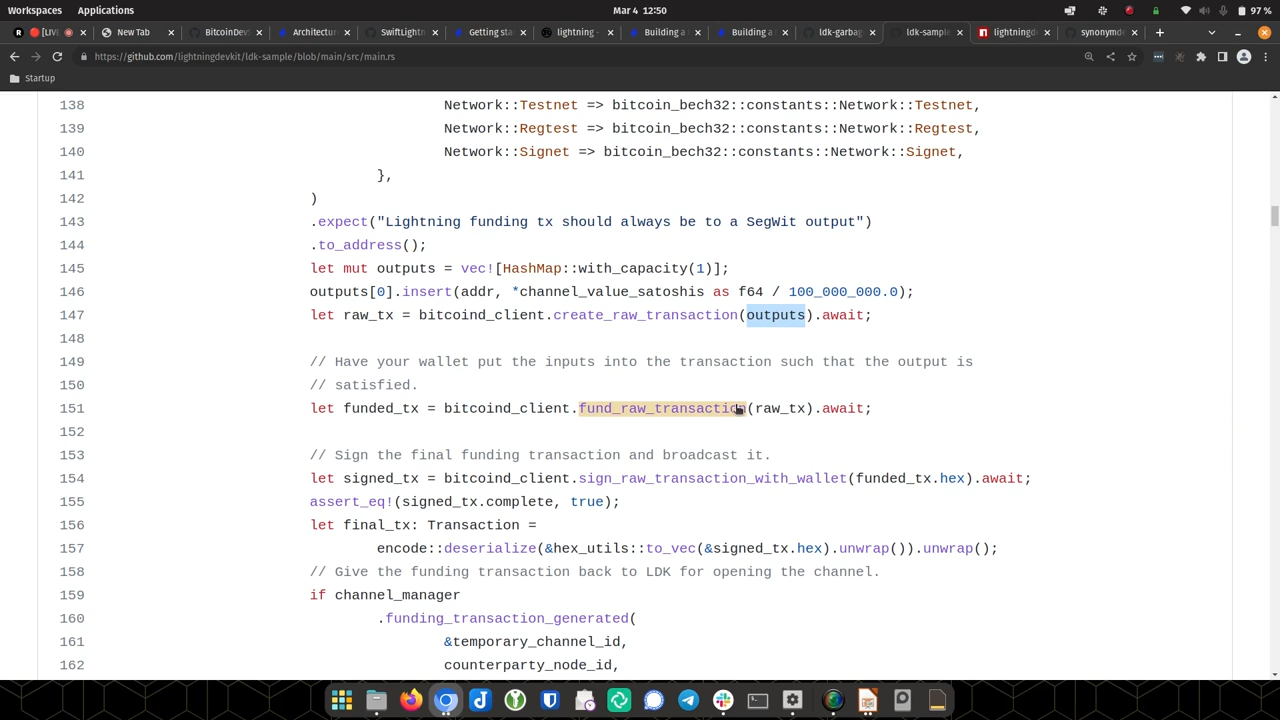 Workspaces Places Mar 4 12:50 97 %
[LIV New Tab BitcoinDev Architectur SwiftLightn Getting sta lightning - Building a Building a ldk-garbag ldk-sample lightningd synonymd
https://github.com/lightningdevkit/ldk-sample/blob/main/src/main.rs
Startup
138 Network::Testnet => bitcoin_bech32::constants::Network::Testnet,
139 Network::Regtest => bitcoin_bech32::constants::Network::Regtest,
140 Network::Signet => bitcoin_bech32::constants::Network::Signet,
141 },
142 )
143 .expect("Lightning funding tx should always be to a SegWit output")
144 .to_address();
145 let mut outputs = vec![HashMap::with_capacity(1)];
146 outputs[0].insert(addr, *channel_value_satoshis as f64 / 100_000_000.0);
147 let raw_tx = bitcoind_client.create_raw_transaction(outputs).await;
148
149 // Have your wallet put the inputs into the transaction such that the output is
150 // satisfied.
151 let funded_tx = bitcoind_client.fund_raw_transaction(raw_tx).await;
152
153 // Sign the final funding transaction and broadcast it.
154 let signed_tx = bitcoind_client.sign_raw_transaction_with_wallet(funded_tx.hex).await;
155 assert_eq!(signed_tx.complete, true);
156 let final_tx: Transaction =
157 encode::deserialize(&hex_utils::to_vec(&signed_tx.hex).unwrap()).unwrap();
158 // Give the funding transaction back to LDK for opening the channel.
159 if channel_manager
160 .funding_transaction_generated(
161 &temporary_channel_id,
162 counterparty_node_id,